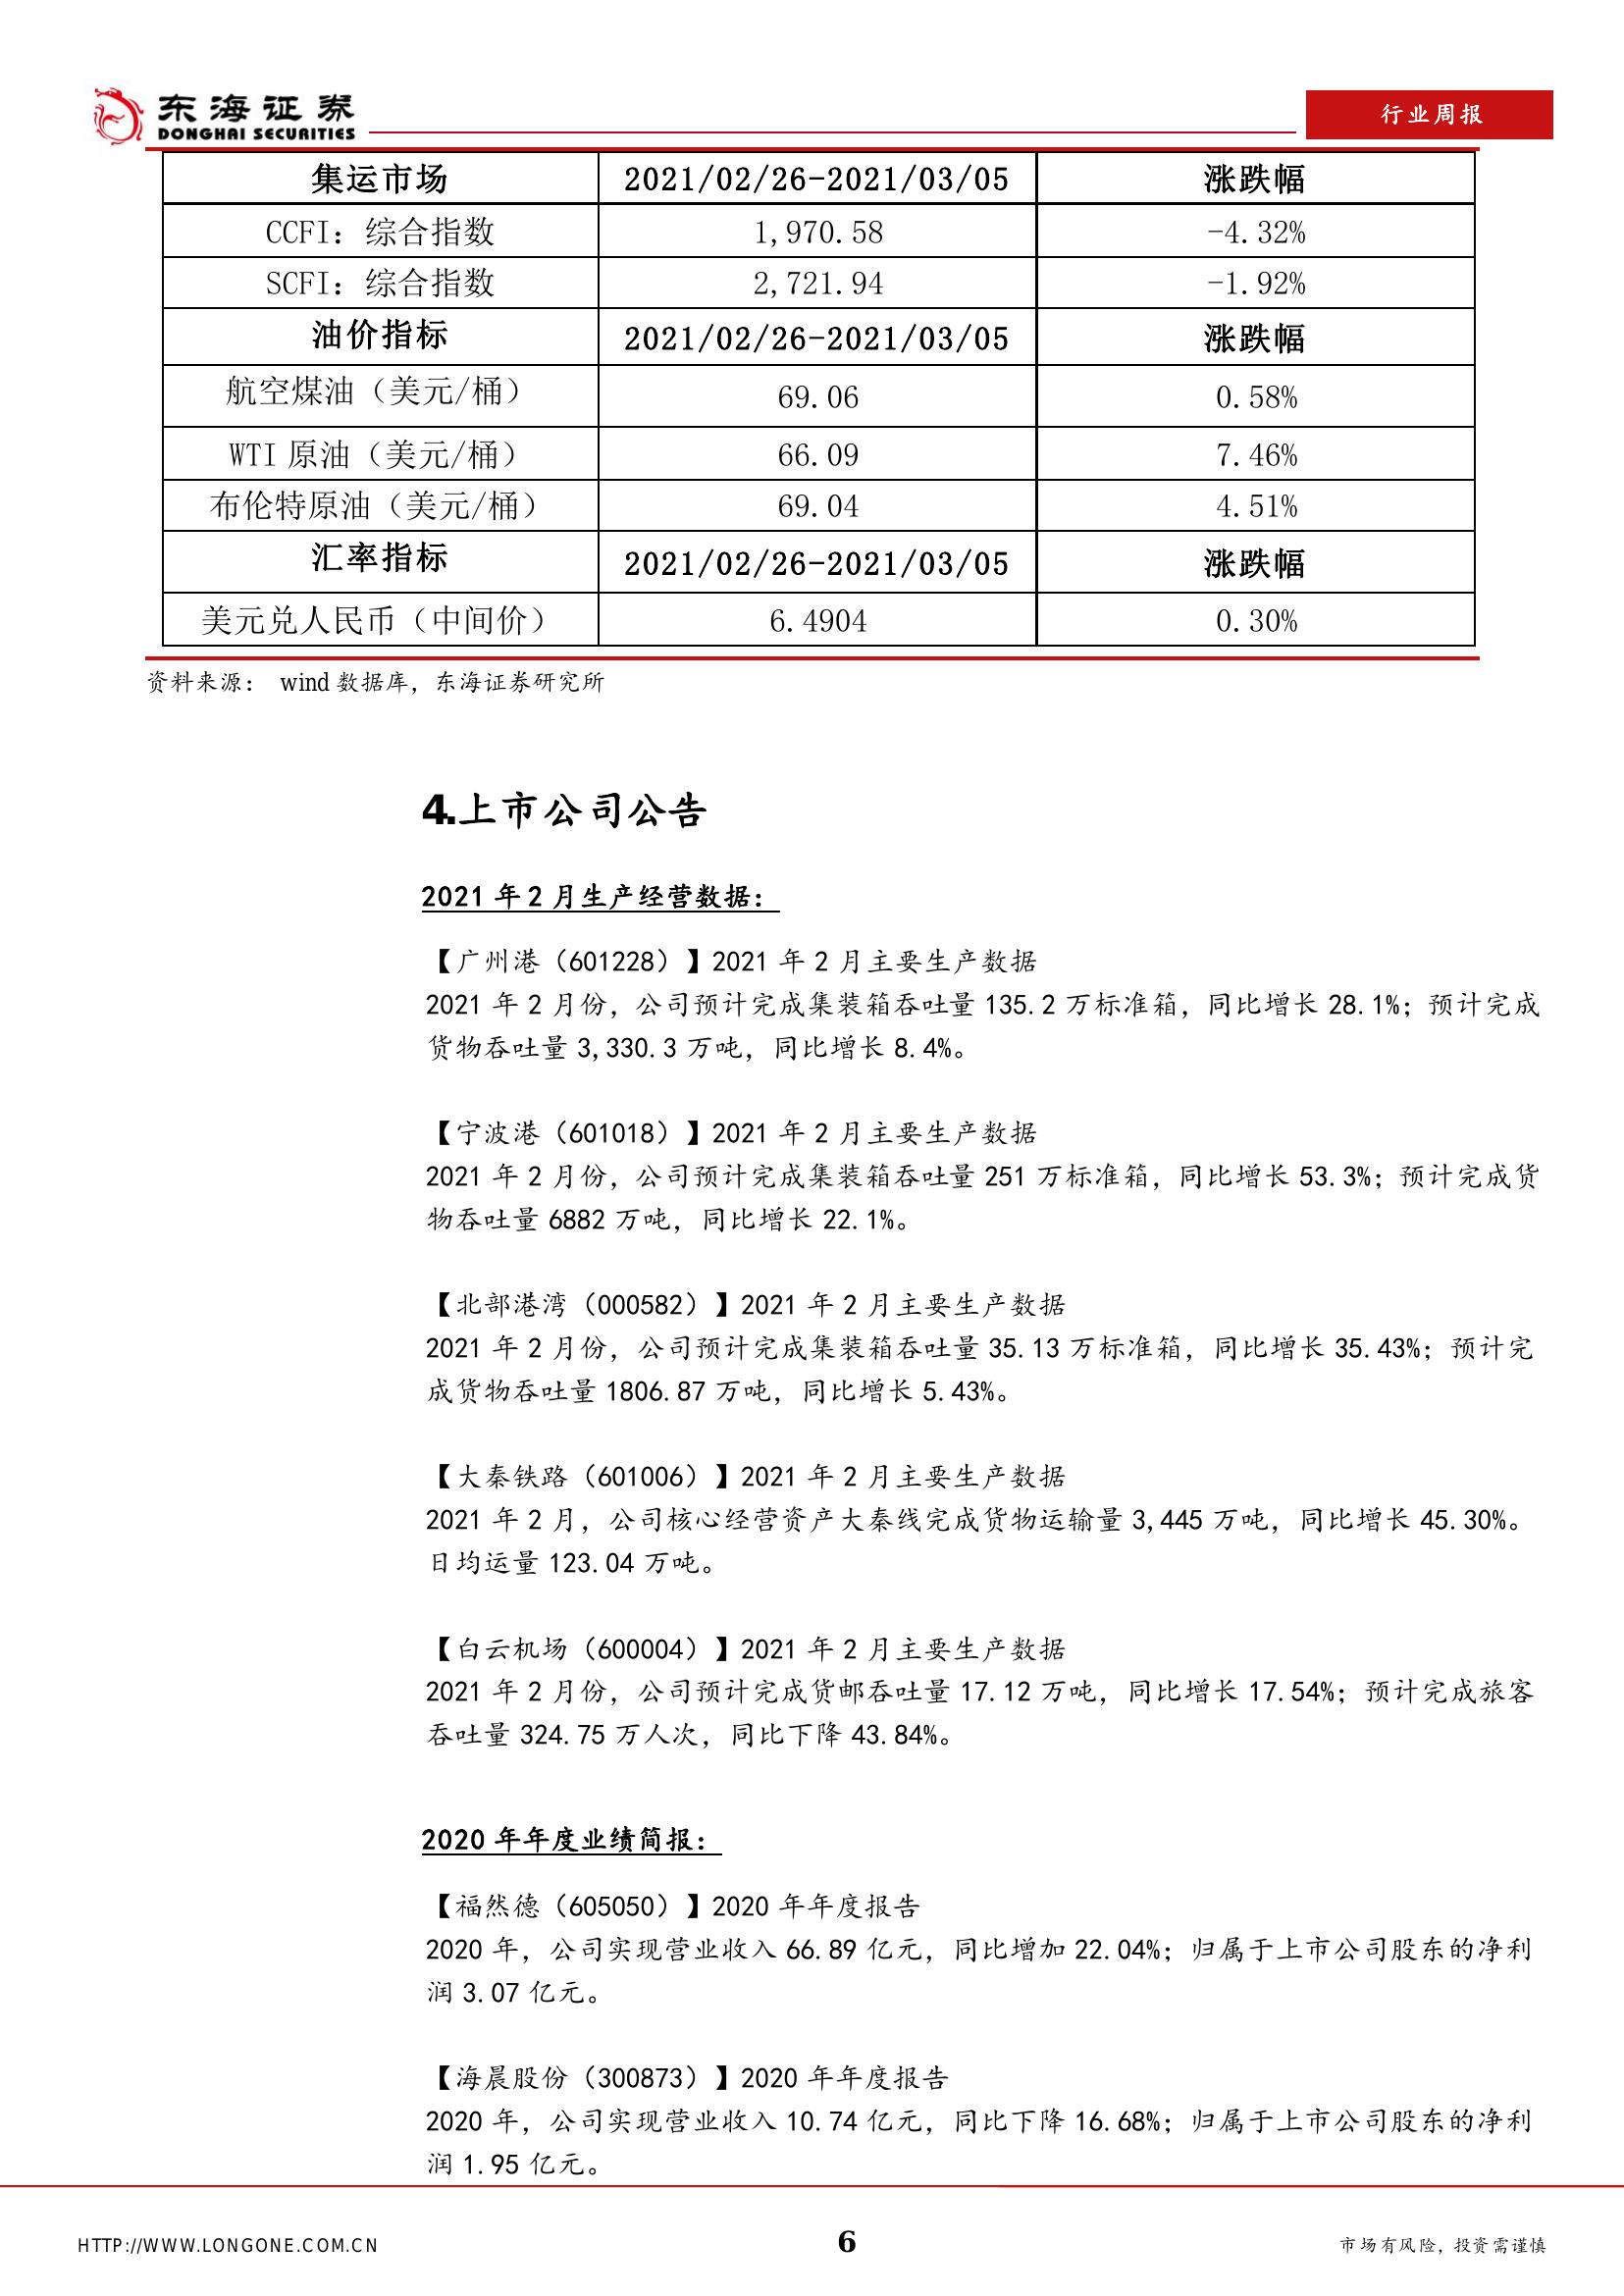 东海证券
DONGHAI SECURITIES
行业周报
集运市场 2021/02/26-2021/03/05 涨跌幅
CCFI：综合指数 1,970.58 -4.32%
SCFI：综合指数 2,721.94 -1.92%
油价指标 2021/02/26-2021/03/05 涨跌幅
航空煤油（美元/桶） 69.06 0.58%
WTI 原油（美元/桶） 66.09 7.46%
布伦特原油（美元/桶） 69.04 4.51%
汇率指标 2021/02/26-2021/03/05 涨跌幅
美元兑人民币（中间价） 6.4904 0.30%
资料来源： wind 数据库，东海证券研究所
4.上市公司公告
2021 年 2 月生产经营数据：
【广州港（601228）】2021 年 2 月主要生产数据
2021 年 2 月份，公司预计完成集装箱吞吐量 135.2 万标准箱，同比增长 28.1%；预计完成
货物吞吐量 3,330.3 万吨，同比增长 8.4%。
【宁波港（601018）】2021 年 2 月主要生产数据
2021 年 2 月份，公司预计完成集装箱吞吐量 251 万标准箱，同比增长 53.3%；预计完成货
物吞吐量 6882 万吨，同比增长 22.1%。
【北部港湾（000582）】2021 年 2 月主要生产数据
2021 年 2 月份，公司预计完成集装箱吞吐量 35.13 万标准箱，同比增长 35.43%；预计完
成货物吞吐量 1806.87 万吨，同比增长 5.43%。
【大秦铁路（601006）】2021 年 2 月主要生产数据
2021 年 2 月，公司核心经营资产大秦线完成货物运输量 3,445 万吨，同比增长 45.30%。
日均运量 123.04 万吨。
【白云机场（600004）】2021 年 2 月主要生产数据
2021 年 2 月份，公司预计完成货邮吞吐量 17.12 万吨，同比增长 17.54%；预计完成旅客
吞吐量 324.75 万人次，同比下降 43.84%。
2020 年年度业绩简报：
【福然德（605050）】2020 年年度报告
2020 年，公司实现营业收入 66.89 亿元，同比增加 22.04%；归属于上市公司股东的净利
润 3.07 亿元。
【海晨股份（300873）】2020 年年度报告
2020 年，公司实现营业收入 10.74 亿元，同比下降 16.68%；归属于上市公司股东的净利
润 1.95 亿元。
HTTP://WWW.LONGONE.COM.CN 6 市场有风险，投资需谨慎